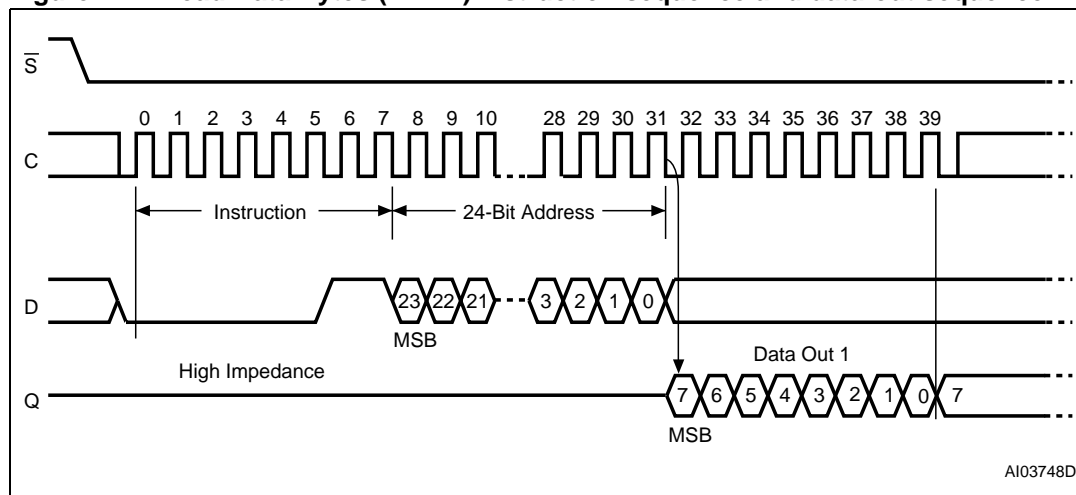 S
0 1 2 3 4 5 6 7 8 9 10 28 29 30 31 32 33 34 35 36 37 38 39
C
Instruction 24-Bit Address
D 23 22 21 3 2 1 0
MSB
High Impedance Data Out 1
Q 7 6 5 4 3 2 1 0 7
MSB
AI03748D